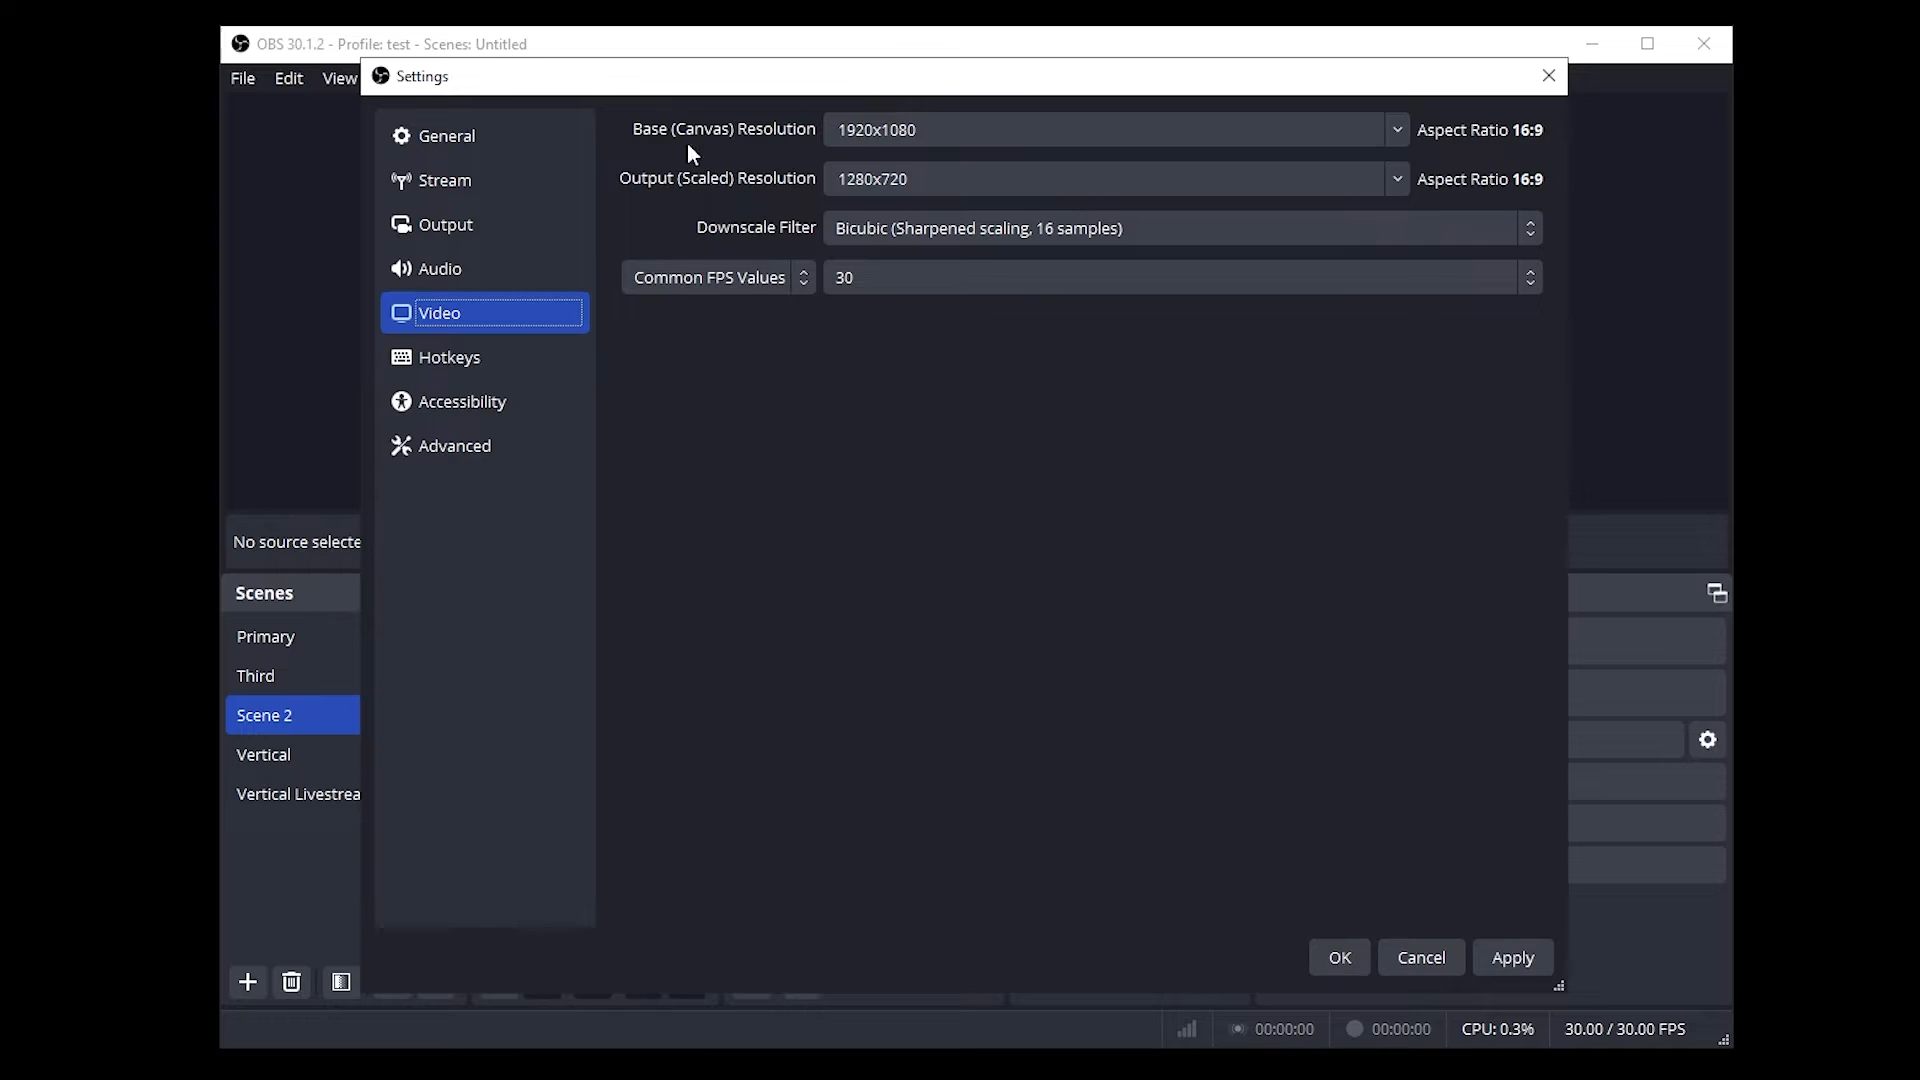 OBS 30.1.2 - Profile: test - Scenes: Untitled
File Edit View
Settings
General
Stream
Output
Audio
Video
Hotkeys
Accessibility
Advanced
Base (Canvas) Resolution 1920x1080 Aspect Ratio 16:9
Output (Scaled) Resolution 1280x720 Aspect Ratio 16:9
Downscale Filter Bicubic (Sharpened scaling, 16 samples)
Common FPS Values 30
No source selecte
Scenes
Primary
Third
Scene 2
Vertical
Vertical Livestrea
OK Cancel Apply
00:00:00 00:00:00 CPU: 0.3% 30.00 / 30.00 FPS